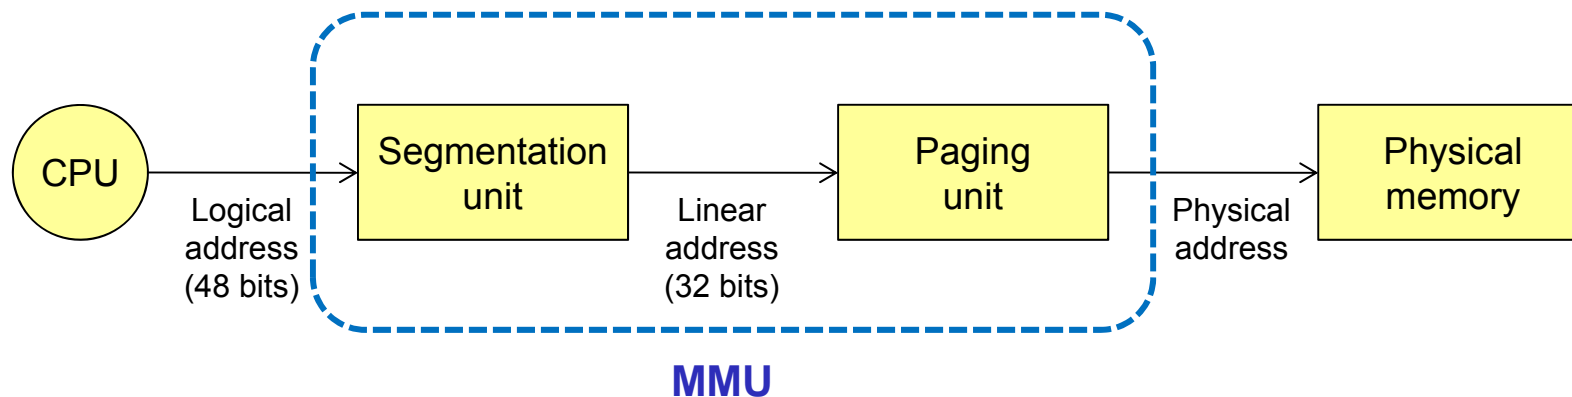 CPU
Logical
address
(48 bits)
Segmentation
unit
Linear
address
(32 bits)
Paging
unit
Physical
address
Physical
memory
MMU